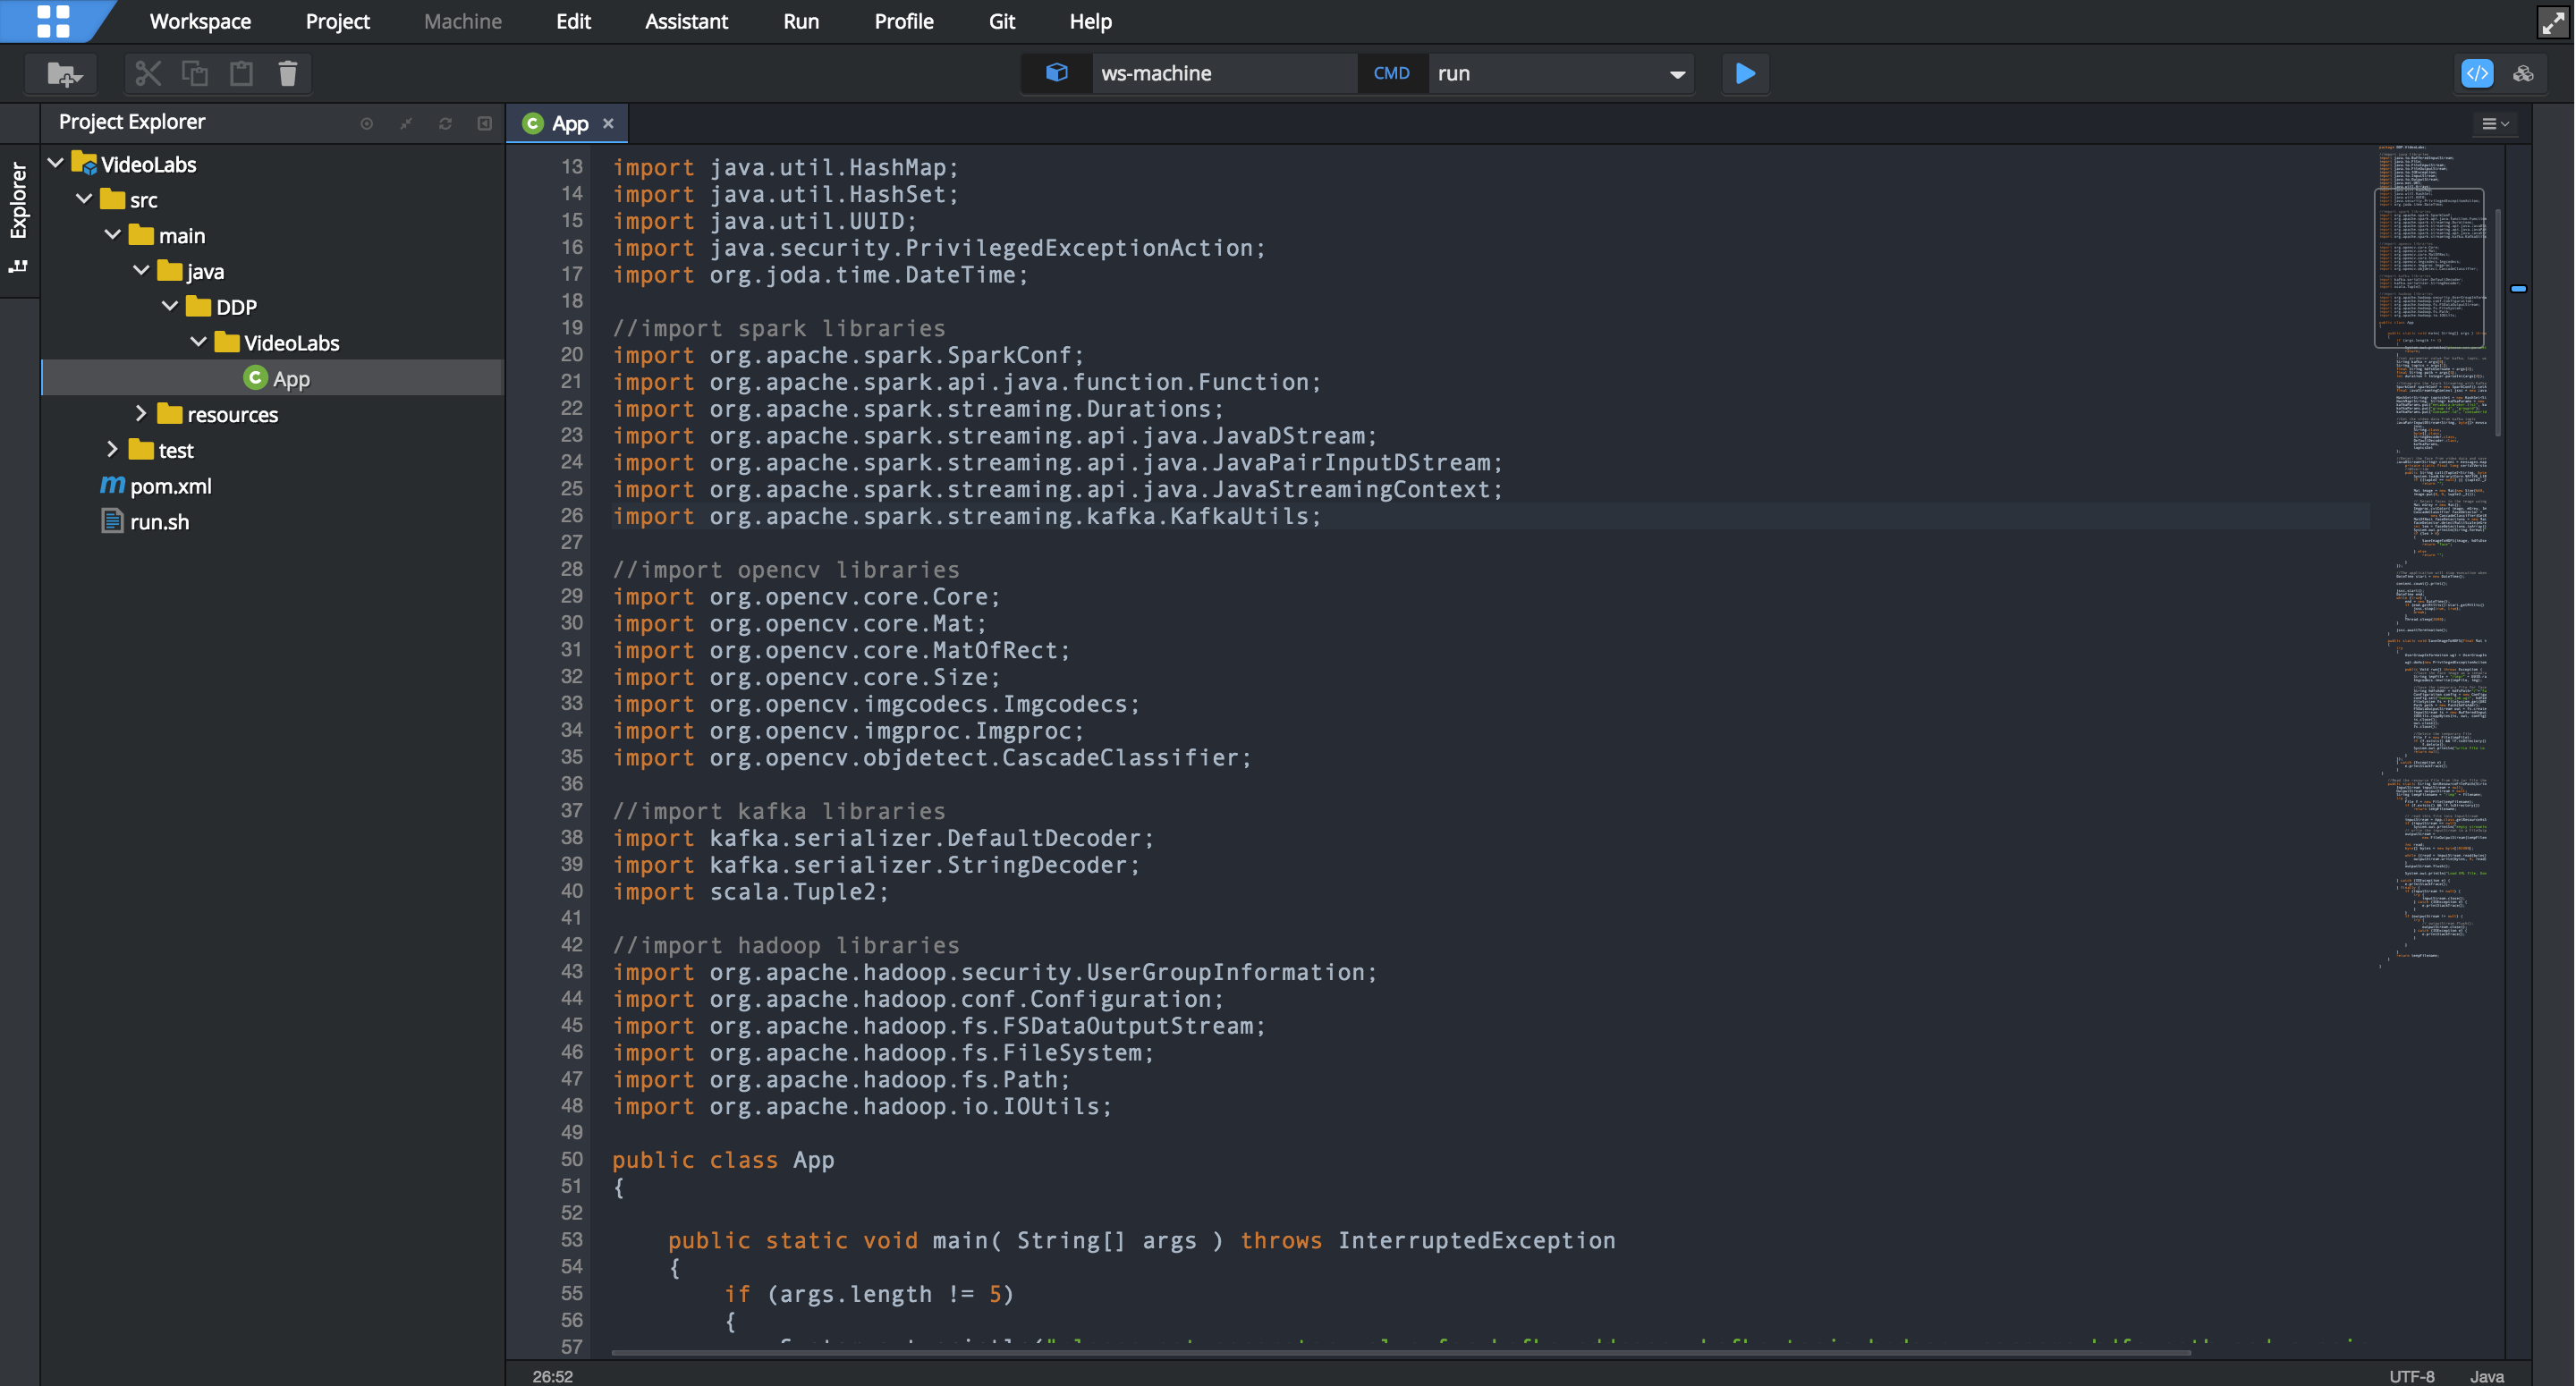 Workspace Project Machine Edit Assistant Run Profile Git Help
ws-machine CMD run
Explorer
Project Explorer
VideoLabs
src
main
java
DDP
VideoLabs
App
resources
test
pom.xml
run.sh
App
13 import java.util.HashMap;
14 import java.util.HashSet;
15 import java.util.UUID;
16 import java.security.PrivilegedExceptionAction;
17 import org.joda.time.DateTime;
18
19 //import spark libraries
20 import org.apache.spark.SparkConf;
21 import org.apache.spark.api.java.function.Function;
22 import org.apache.spark.streaming.Durations;
23 import org.apache.spark.streaming.api.java.JavaDStream;
24 import org.apache.spark.streaming.api.java.JavaPairInputDStream;
25 import org.apache.spark.streaming.api.java.JavaStreamingContext;
26 import org.apache.spark.streaming.kafka.KafkaUtils;
27
28 //import opencv libraries
29 import org.opencv.core.Core;
30 import org.opencv.core.Mat;
31 import org.opencv.core.MatOfRect;
32 import org.opencv.core.Size;
33 import org.opencv.imgcodecs.Imgcodecs;
34 import org.opencv.imgproc.Imgproc;
35 import org.opencv.objdetect.CascadeClassifier;
36
37 //import kafka libraries
38 import kafka.serializer.DefaultDecoder;
39 import kafka.serializer.StringDecoder;
40 import scala.Tuple2;
41
42 //import hadoop libraries
43 import org.apache.hadoop.security.UserGroupInformation;
44 import org.apache.hadoop.conf.Configuration;
45 import org.apache.hadoop.fs.FSDataOutputStream;
46 import org.apache.hadoop.fs.FileSystem;
47 import org.apache.hadoop.fs.Path;
48 import org.apache.hadoop.io.IOUtils;
49
50 public class App
51 {
52
53 public static void main( String[] args ) throws InterruptedException
54 {
55 if (args.length != 5)
56 {
57
26:52 UTF-8 Java